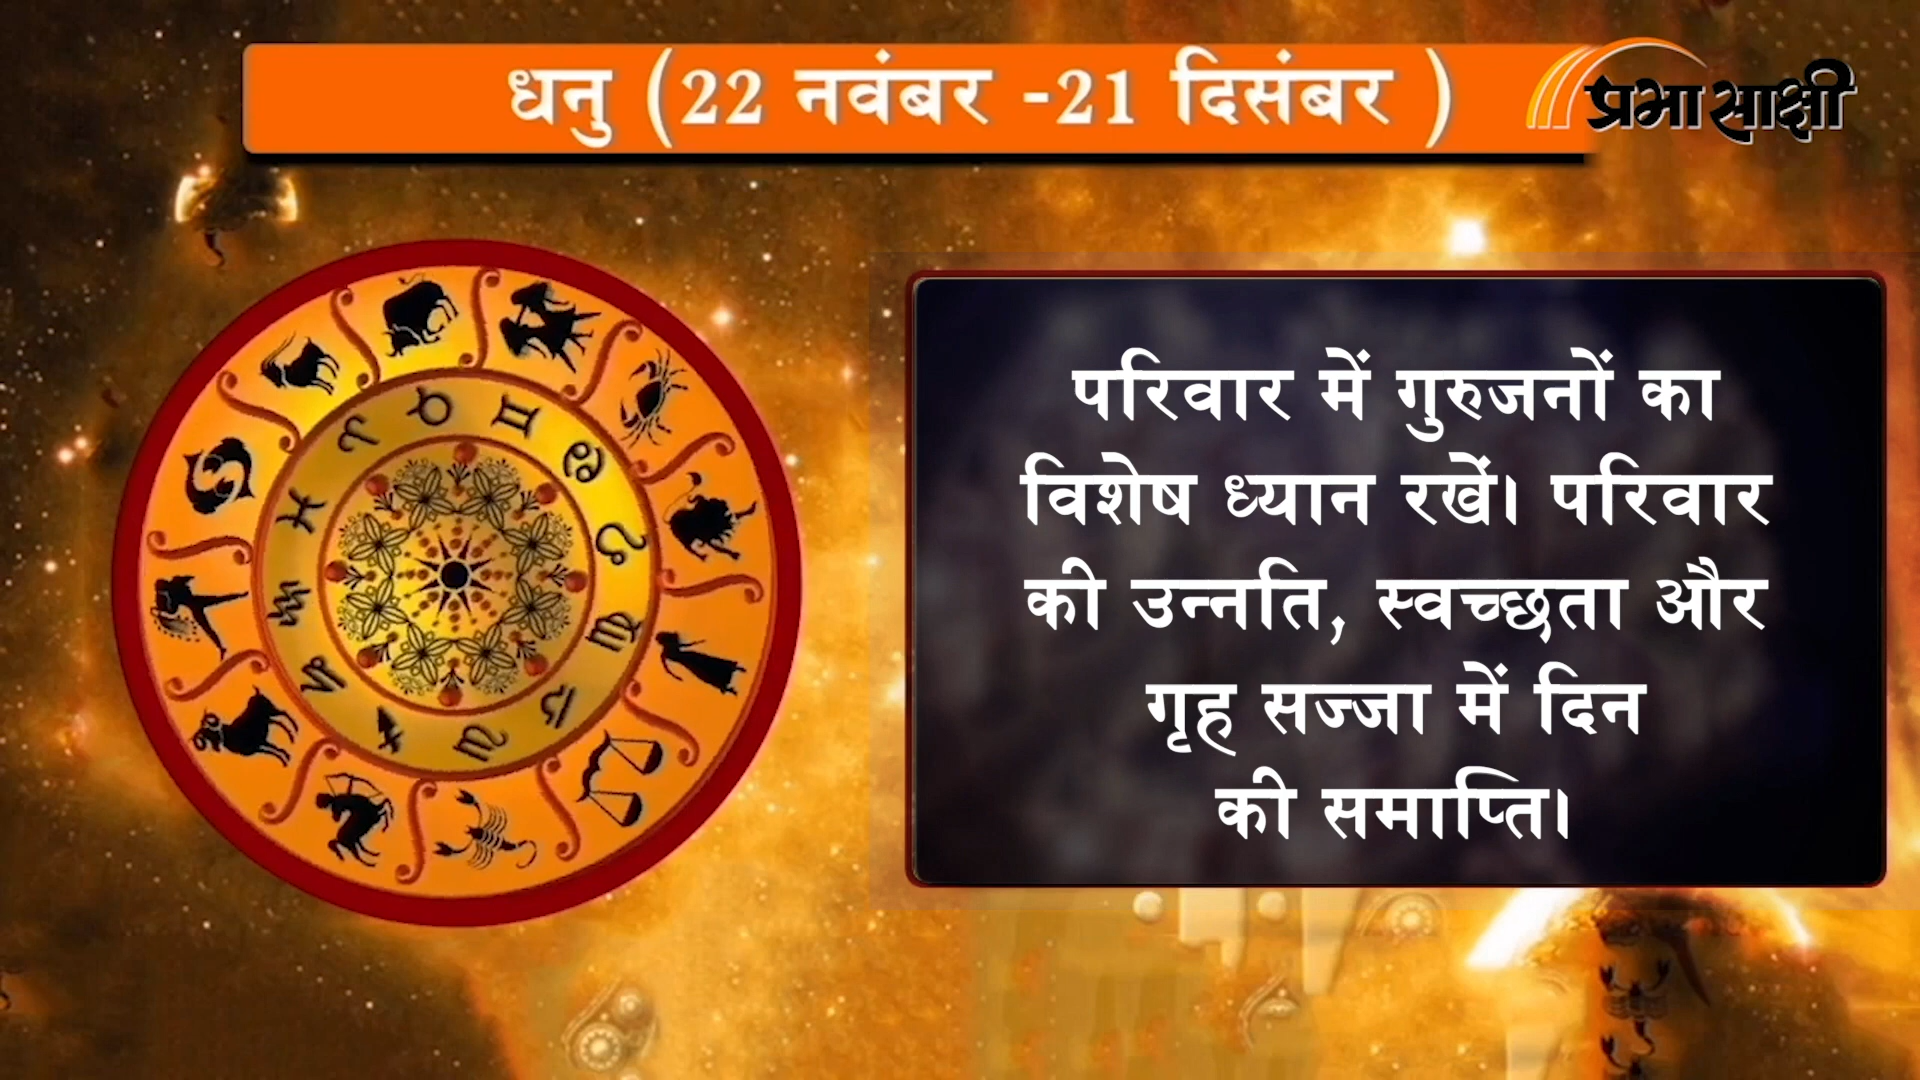 धनु (22 नवंबर -21 दिसंबर )
प्रभासाक्षी
परिवार में गुरुजनों का
विशेष ध्यान रखें। परिवार
की उन्नति, स्वच्छता और
गृह सज्जा में दिन
की समाप्ति।